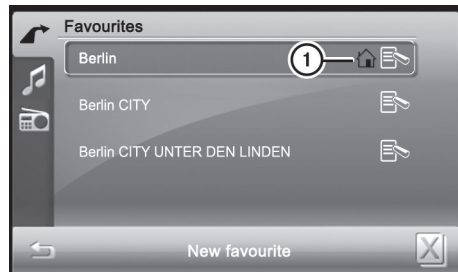 Favourites
Berlin
1
Berlin CITY
Berlin CITY UNTER DEN LINDEN
New favourite